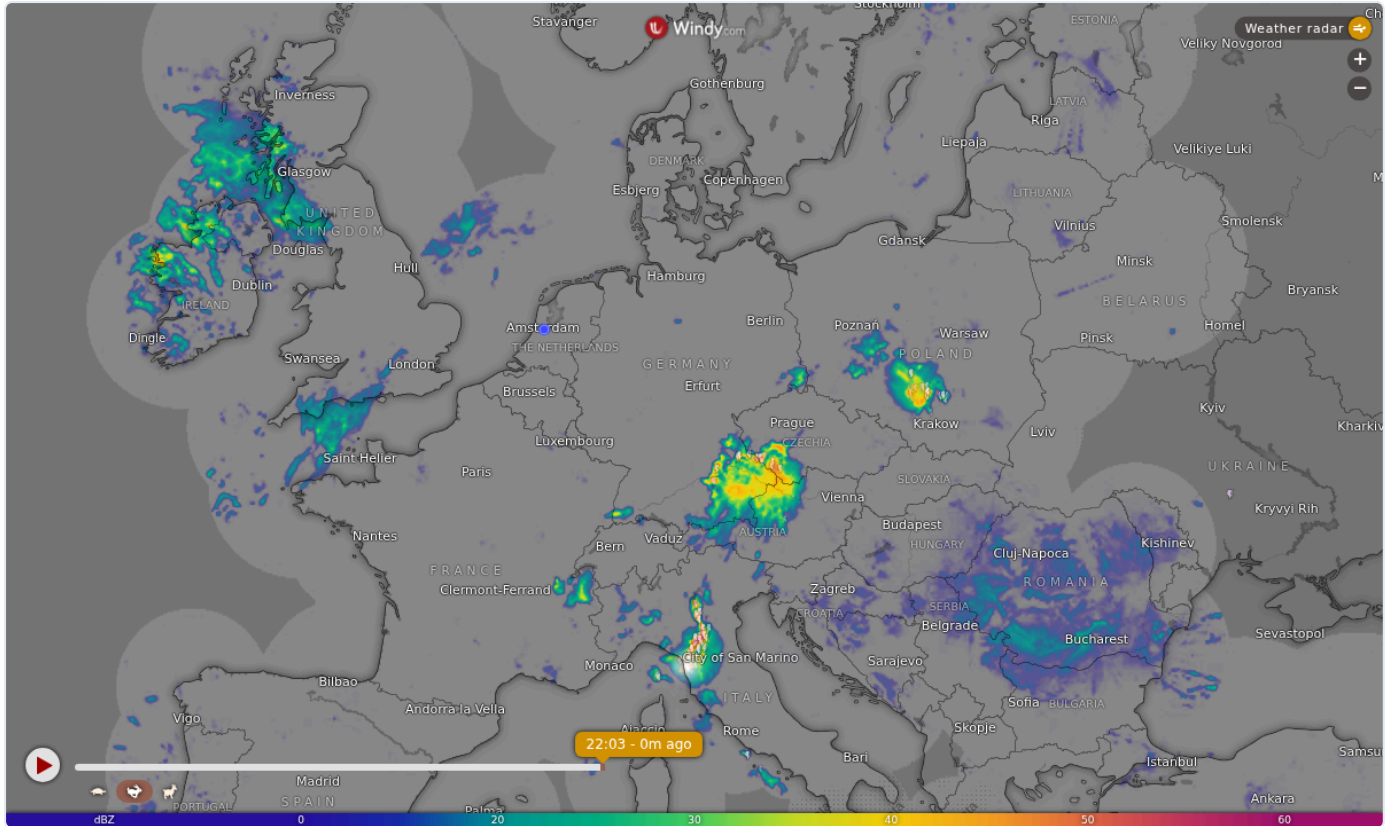 Stavanger
Stockholm
Windy.com
ESTONIA
Weather radar
Veliky Novgorod
+
−
Gothenburg
Inverness
LATVIA
Riga
Liepaja
Velikiye Luki
DENMARK
Glasgow
Copenhagen
Esbjerg
LITHUANIA
UNITED
KINGDOM
Vilnius
Smolensk
Gdansk
Douglas
Minsk
Hull
Hamburg
Dublin
Bryansk
IRELAND
BELARUS
Berlin
Poznań
Homel
Amsterdam
Warsaw
Dingle
Pinsk
THE NETHERLANDS
POLAND
Swansea
London
GERMANY
Erfurt
Brussels
Kyiv
Prague
Krakow
Kharkiv
Lviv
Luxembourg
CZECHIA
Saint Helier
UKRAINE
Paris
SLOVAKIA
Vienna
Kryvyi Rih
Budapest
Nantes
AUSTRIA
Vaduz
Bern
HUNGARY
Kishinev
Cluj-Napoca
FRANCE
ROMANIA
Clermont-Ferrand
Zagreb
SERBIA
CROATIA
Belgrade
Sevastopol
Bucharest
City of San Marino
Sarajevo
Monaco
Bilbao
ITALY
Sofia
BULGARIA
Andorra la Vella
Vigo
Skopje
Ajaccio
Rome
22:03 - 0m ago
Samsu
Bari
Istanbul
Madrid
Ankara
SPAIN
PORTUGAL
Palma
dBZ 0 20 30 40 50 60